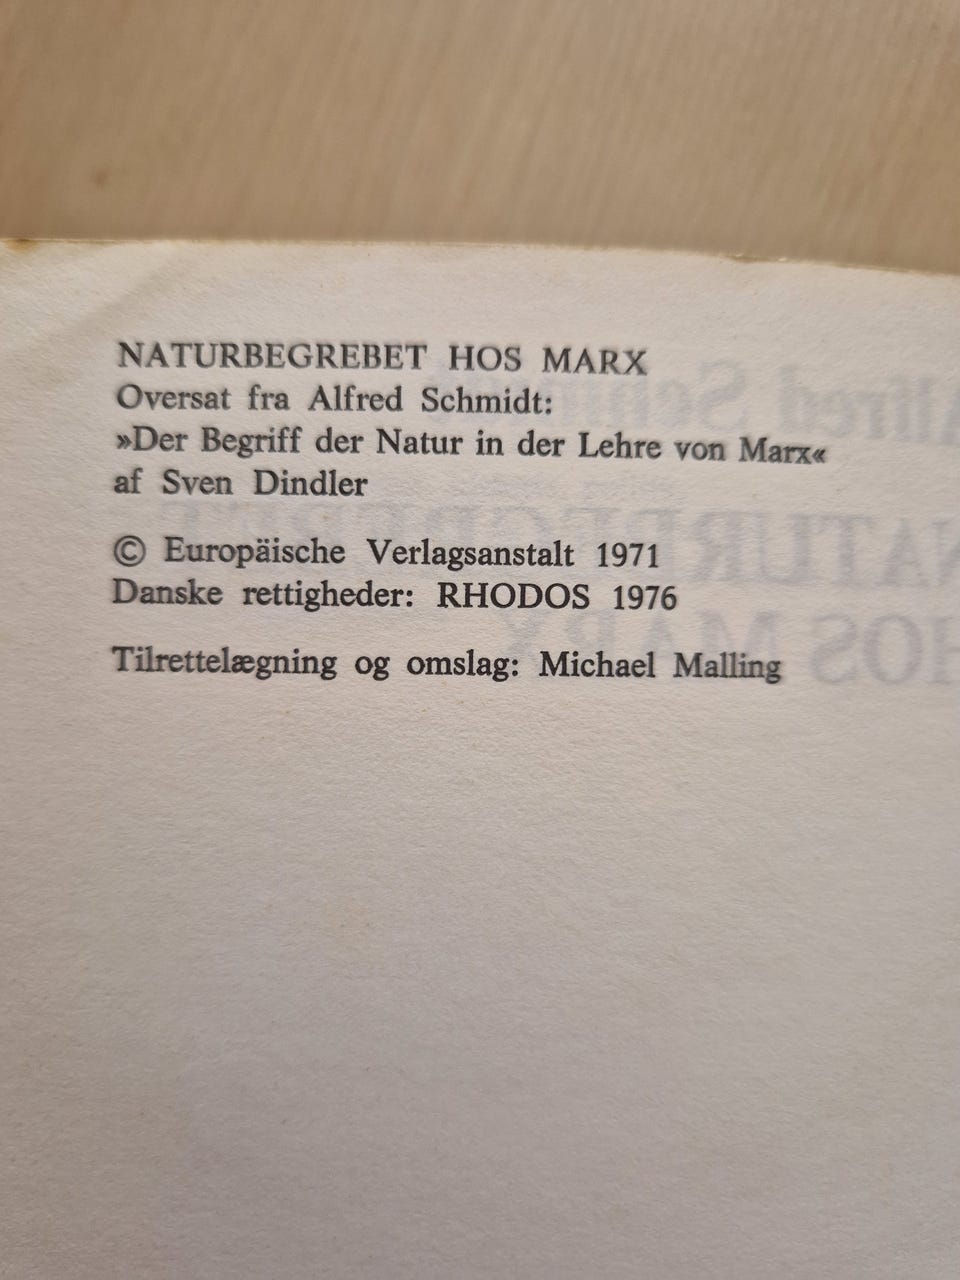 NATURBEGREBET HOS MARX
Oversat fra Alfred Schmidt:
»Der Begriff der Natur in der Lehre von Marx«
af Sven Dindler
© Europäische Verlagsanstalt 1971
Danske rettigheder: RHODOS 1976
Tilrettelægning og omslag: Michael Malling